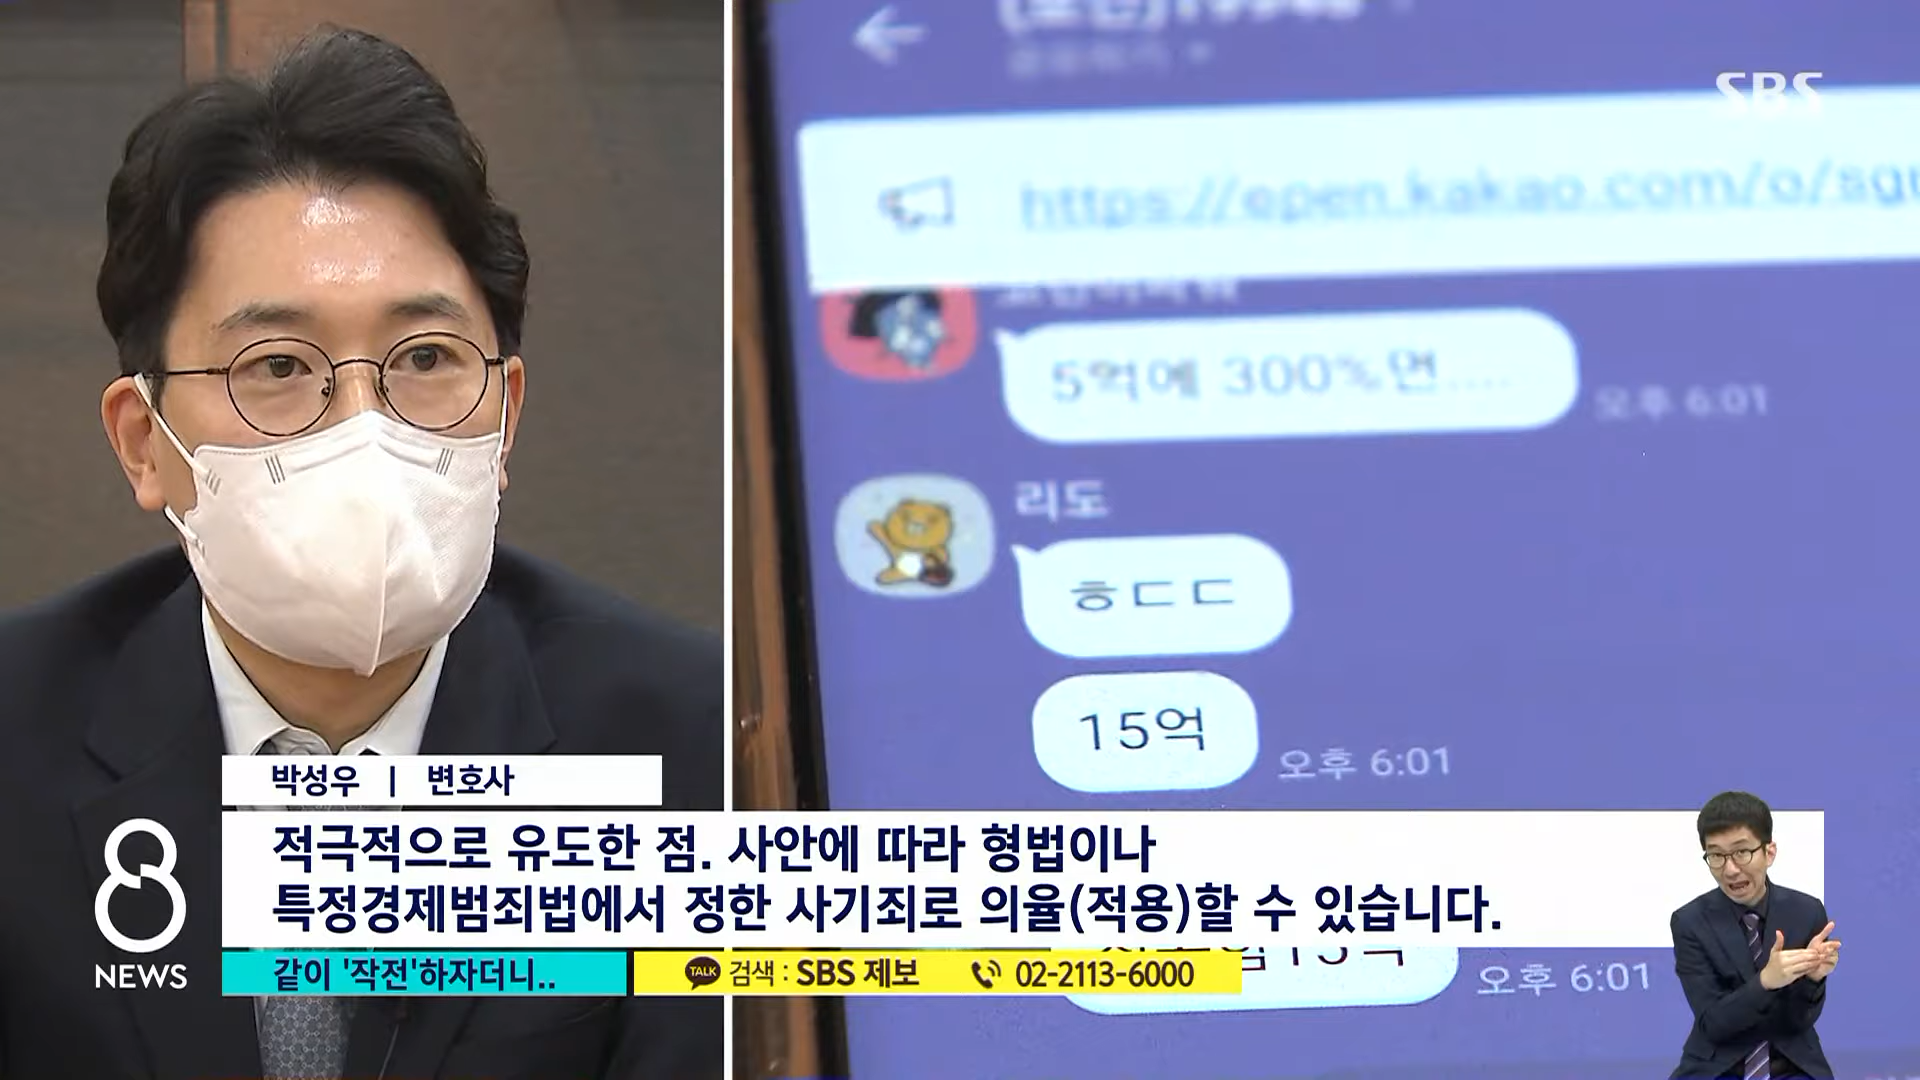 SBS
https://open.kakao.com/o/sgu
5억에 300%면.....
오후 6:01
리도
ㅎㄷㄷ
15억
오후 6:01
박성우 | 변호사
적극적으로 유도한 점. 사안에 따라 형법이나
특정경제범죄법에서 정한 사기죄로 의율(적용)할 수 있습니다.
8
NEWS
같이 '작전'하자더니..
TALK 검색 : SBS 제보 02-2113-6000
15억
오후 6:01